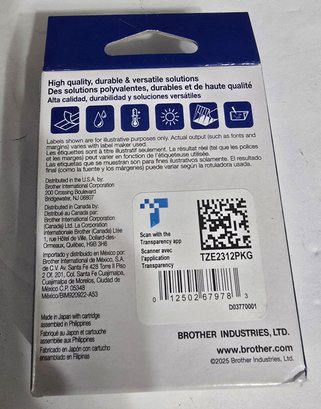 High quality, durable & versatile solutions
Des solutions polyvalentes, durables et de haute qualité
Alta calidad, durabilidad y soluciones versátiles
Labels shown are for illustrative purposes only. Actual output (such as fonts and
margins) varies with label maker used.
Les étiquettes sont à titre illustratif seulement. Le résultat réel (tel que les polices
et les marges) peut varier en fonction de l'étiqueteuse utilisée.
Las etiquetas que se muestran son para fines ilustrativos solamente. El resultado
final (como la fuente y los márgenes) puede variar según la rotuladora usada.
Distributed in the U.S.A. by:
Brother International Corporation
200 Crossing Boulevard
Bridgewater, NJ 08807
Distributed in Canada by:
Distribué au Canada par:
Brother International Corporation
(Canada) Ltd. La Corporation
Internationale Brother (Canada) Ltée
1, rue Hôtel de Ville, Dollard-des-
Ormeaux, Québec, H9B 3H6
Importado y distribuido en México por:
Brother International de México, S.A.
de C.V. Av. Santa Fe 428 Torre II Piso
2 Of. 201, Col. Santa Fe Cuajimalpa,
Cuajimalpa de Morelos, Ciudad de
México C.P. 05348
México/BIM920922-A53
Made in Japan with cartridge
assembled in Philippines
Fabriqué au Japon et cartouche
assemblée aux Philippines
Fabricado en Japón con cartucho
ensamblado en Filipinas
Scan with the
Transparency app
Scanner avec
l'application
Transparency
TZE2312PKG
0 12502 67978 3
D03770001
BROTHER INDUSTRIES, LTD.
www.brother.com
©2025 Brother Industries, Ltd.